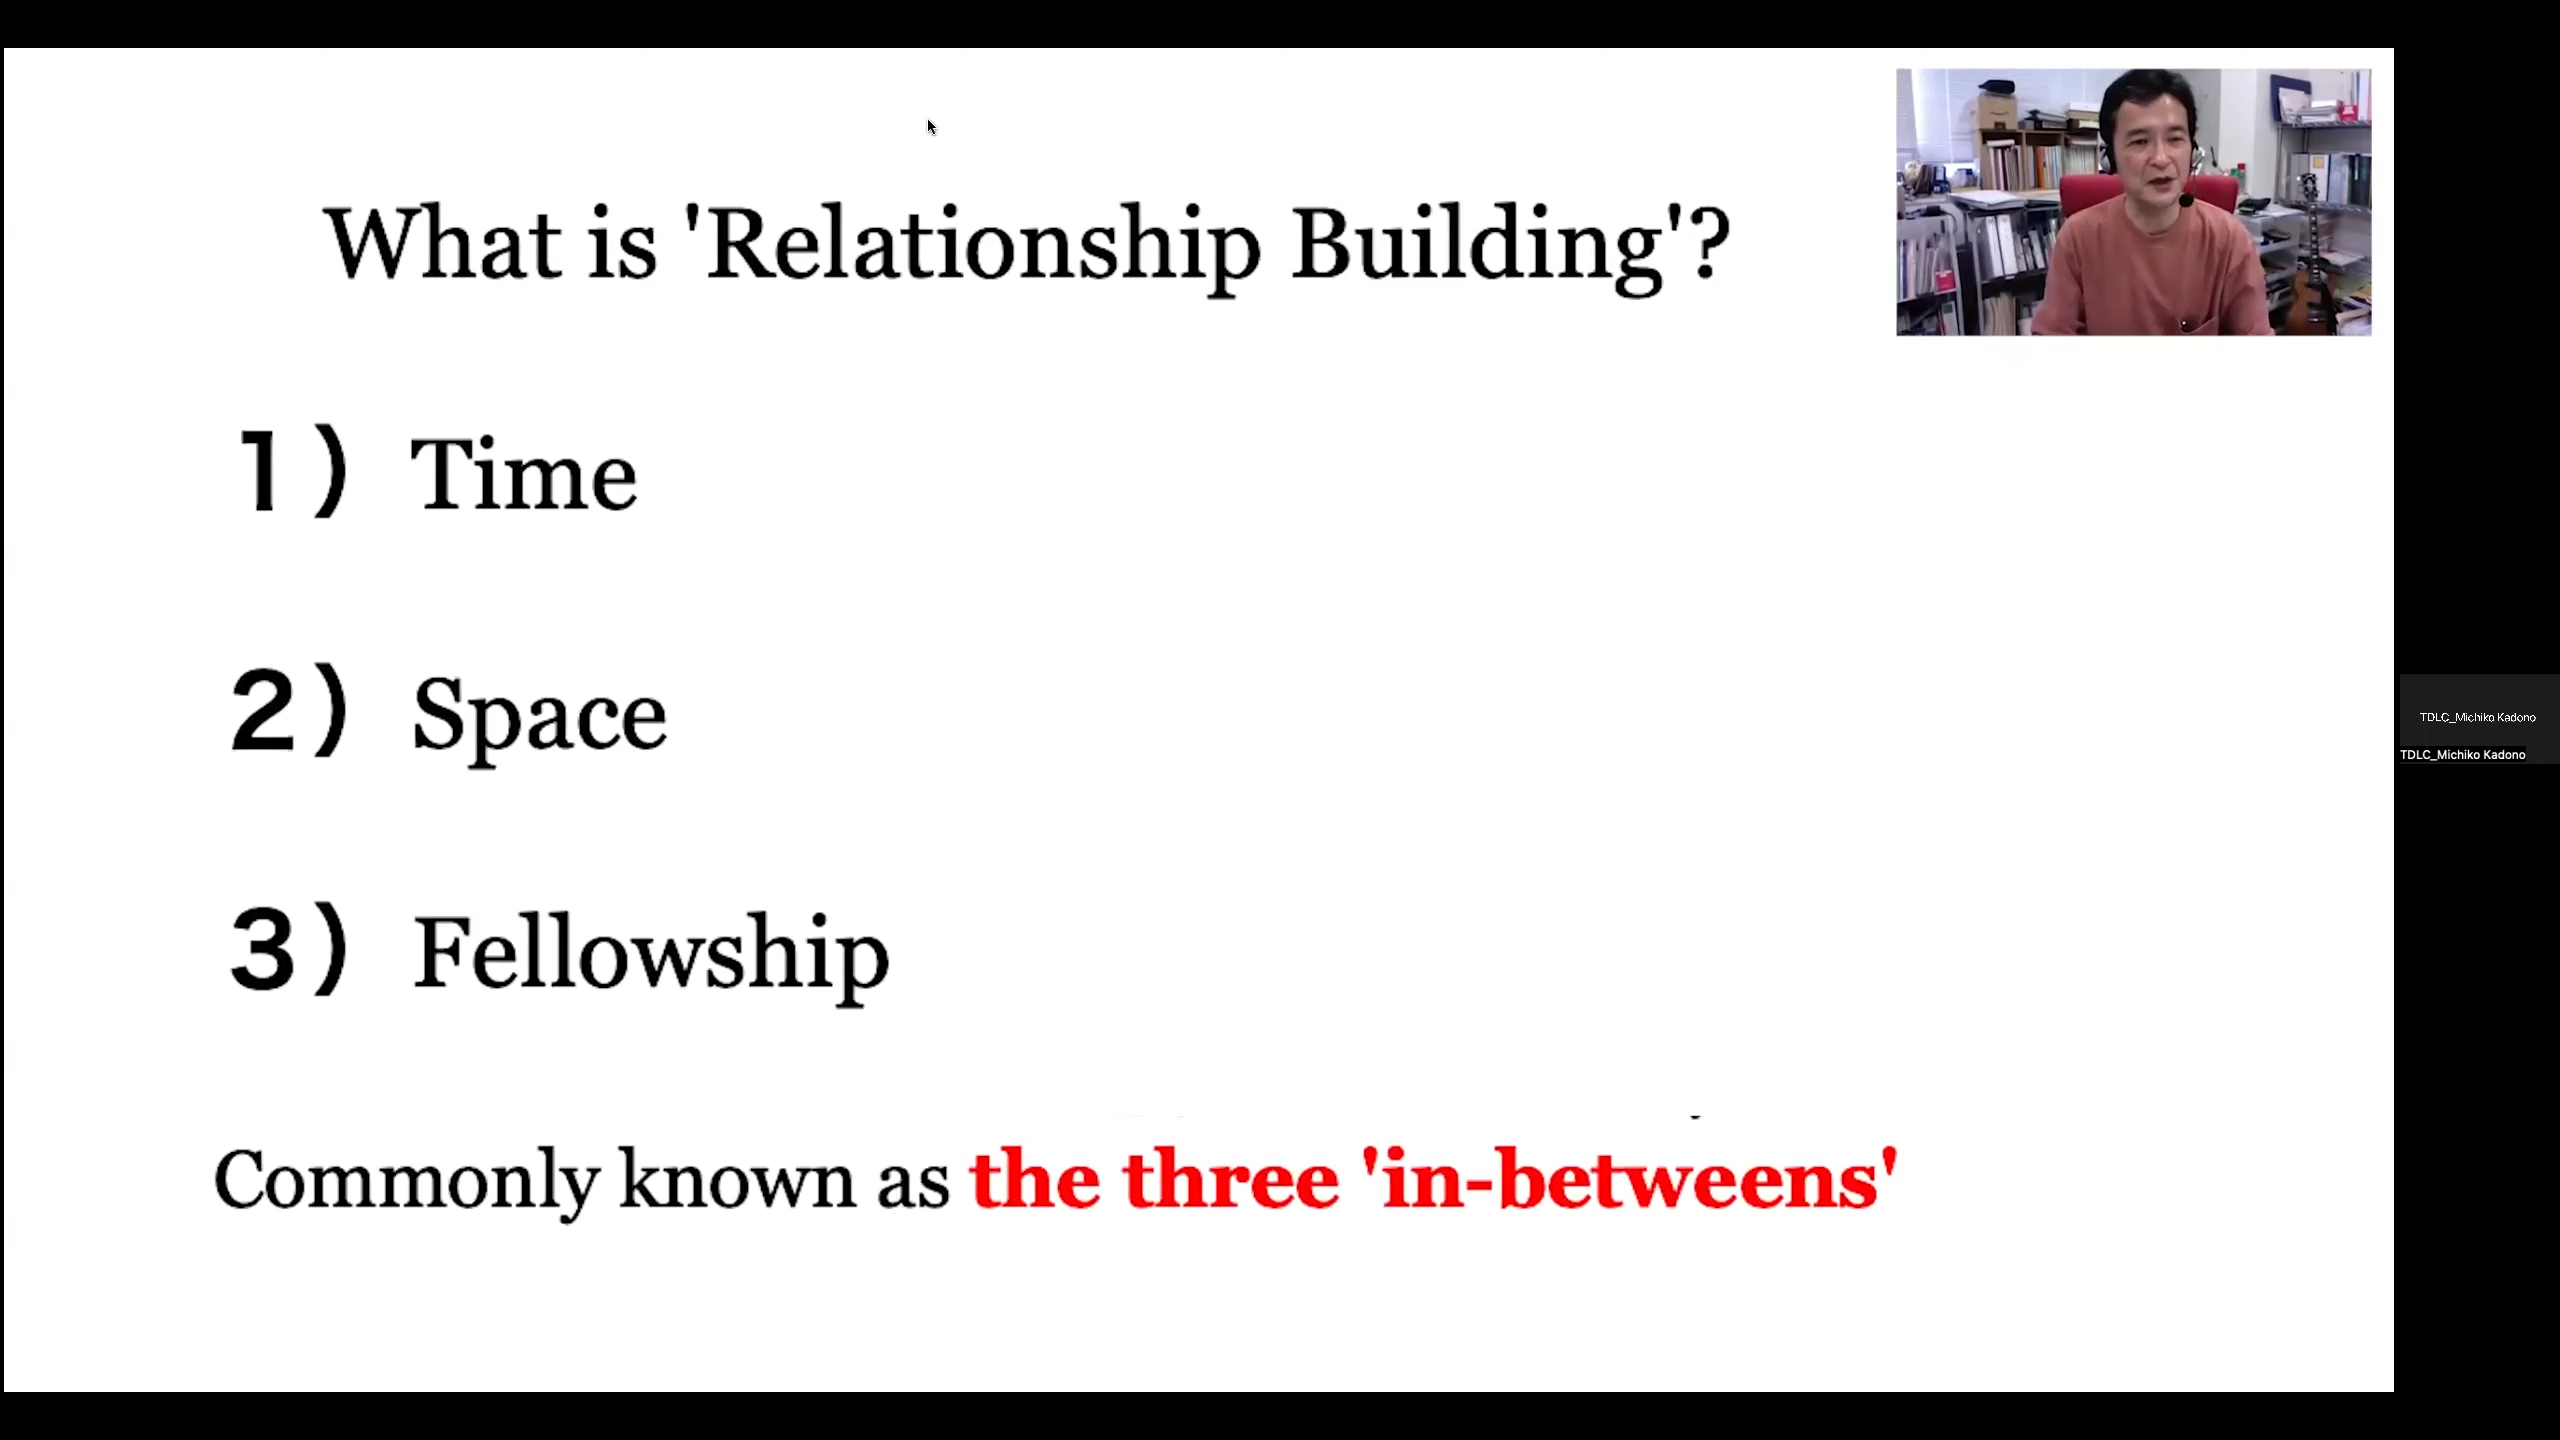 What is 'Relationship Building'?
1) Time
2) Space
3) Fellowship
Commonly known as the three 'in-betweens'
TDLC_Michiko Kadono
TDLC_Michiko Kadono